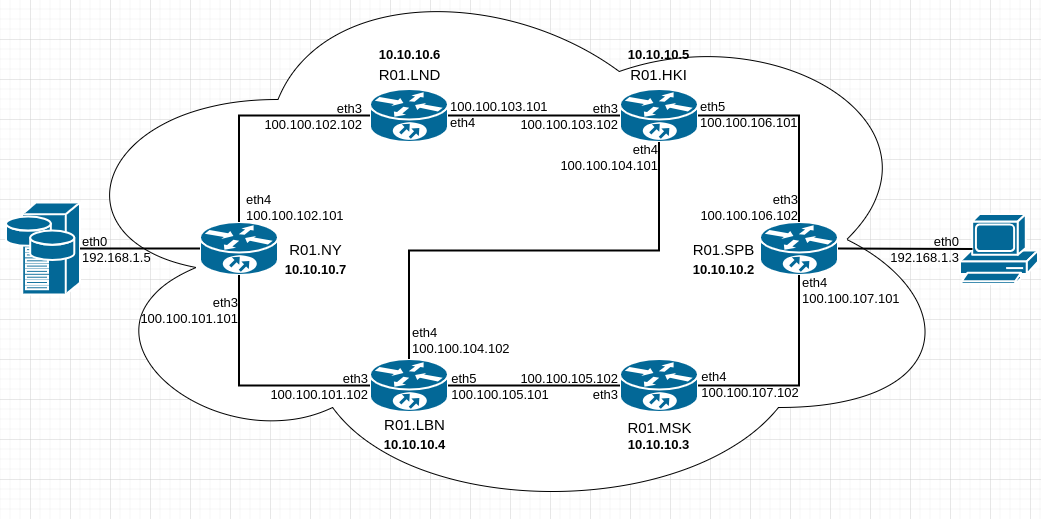 10.10.10.6
R01.LND
10.10.10.5
R01.HKI
eth3
100.100.102.102
100.100.103.101
eth4
eth3
100.100.103.102
eth5
100.100.106.101
eth4
100.100.104.101
eth4
100.100.102.101
eth3
100.100.106.102
eth0
192.168.1.5
R01.NY
10.10.10.7
R01.SPB
10.10.10.2
eth0
192.168.1.3
eth3
100.100.101.101
eth4
100.100.107.101
eth4
100.100.104.102
eth3
100.100.101.102
eth5
100.100.105.101
100.100.105.102
eth3
eth4
100.100.107.102
R01.LBN
10.10.10.4
R01.MSK
10.10.10.3